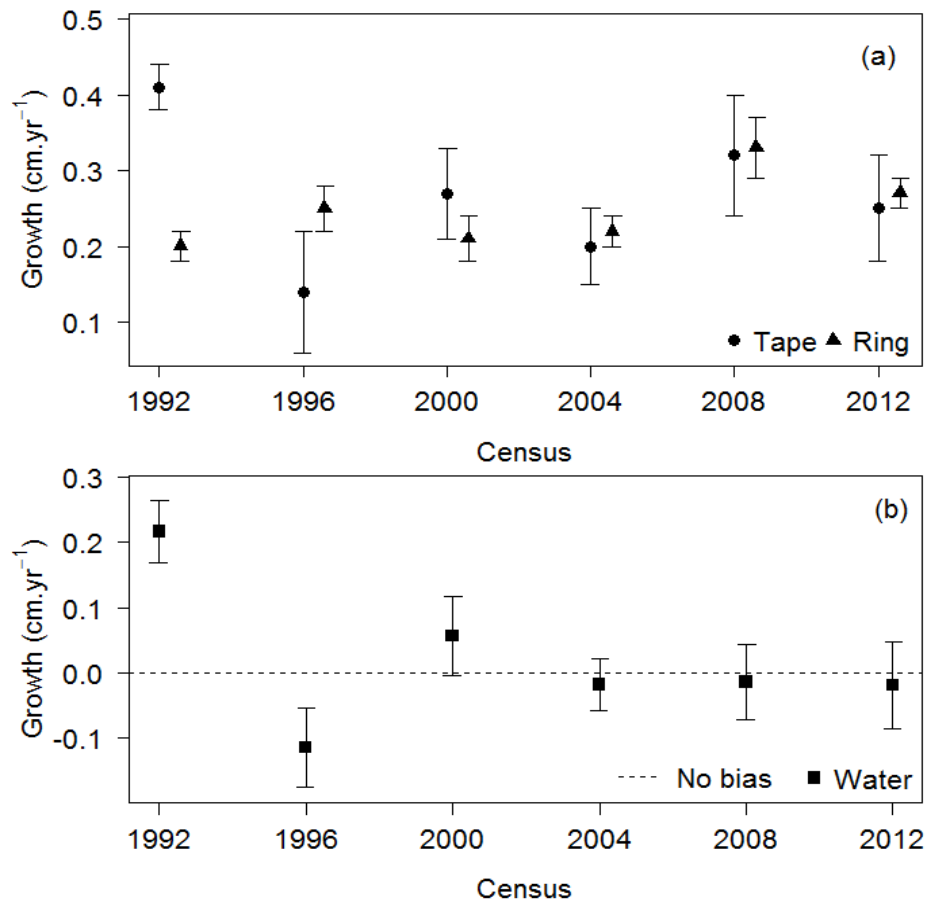 (a)
0.5
0.4
0.3
0.2
0.1
Growth (cm.yr⁻¹)
Tape Ring
1992 1996 2000 2004 2008 2012
Census
(b)
0.3
0.2
0.1
0.0
-0.1
Growth (cm.yr⁻¹)
No bias Water
1992 1996 2000 2004 2008 2012
Census